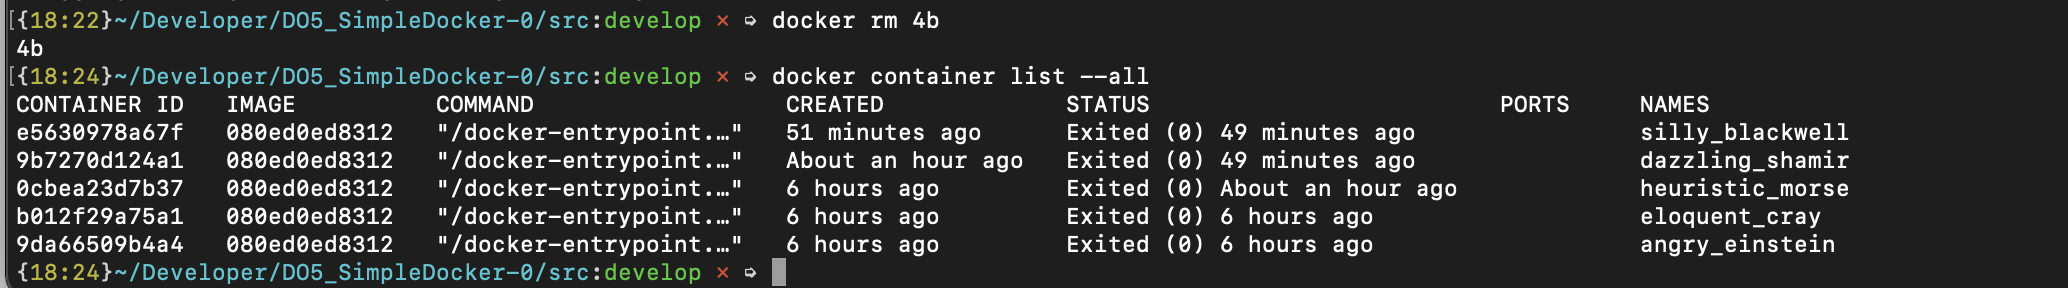 [{18:22}~/Developer/DO5_SimpleDocker-0/src:develop × ➭ docker rm 4b
4b
[{18:24}~/Developer/DO5_SimpleDocker-0/src:develop × ➭ docker container list --all
CONTAINER ID   IMAGE          COMMAND                  CREATED             STATUS                         PORTS     NAMES
e5630978a67f   080ed0ed8312   "/docker-entrypoint.…"   51 minutes ago      Exited (0) 49 minutes ago                silly_blackwell
9b7270d124a1   080ed0ed8312   "/docker-entrypoint.…"   About an hour ago   Exited (0) 49 minutes ago                dazzling_shamir
0cbea23d7b37   080ed0ed8312   "/docker-entrypoint.…"   6 hours ago         Exited (0) About an hour ago             heuristic_morse
b012f29a75a1   080ed0ed8312   "/docker-entrypoint.…"   6 hours ago         Exited (0) 6 hours ago                   eloquent_cray
9da66509b4a4   080ed0ed8312   "/docker-entrypoint.…"   6 hours ago         Exited (0) 6 hours ago                   angry_einstein
{18:24}~/Developer/DO5_SimpleDocker-0/src:develop × ➭